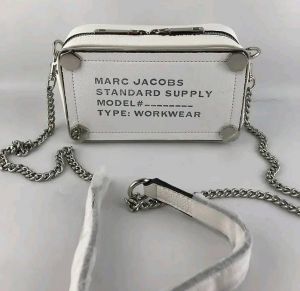 MARC JACOBS
STANDARD SUPPLY
MODEL#________
TYPE: WORKWEAR